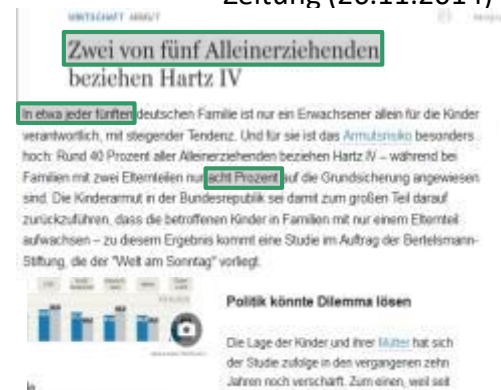 Zeitung (20.11.2014)
WIRTSCHAFT ARMUT
Zwei von fünf Alleinerziehenden
beziehen Hartz IV
In etwa jeder fünften deutschen Familie ist nur ein Erwachsener allein für die Kinder
verantwortlich, mit steigender Tendenz. Und für sie ist das Armutsrisiko besonders
hoch: Rund 40 Prozent aller Alleinerziehenden beziehen Hartz IV – während bei
Familien mit zwei Elternteilen nur acht Prozent auf die Grundsicherung angewiesen
sind. Die Kinderarmut in der Bundesrepublik sei damit zum großen Teil darauf
zurückzuführen, dass die betroffenen Kinder in Familien mit nur einem Elternteil
aufwachsen – zu diesem Ergebnis kommt eine Studie im Auftrag der Bertelsmann-
Stiftung, die der "Welt am Sonntag" vorliegt.
Politik könnte Dilemma lösen
Die Lage der Kinder und ihrer Mütter hat sich
der Studie zufolge in den vergangenen zehn
Jahren noch verschärft. Zum einen, weil seit